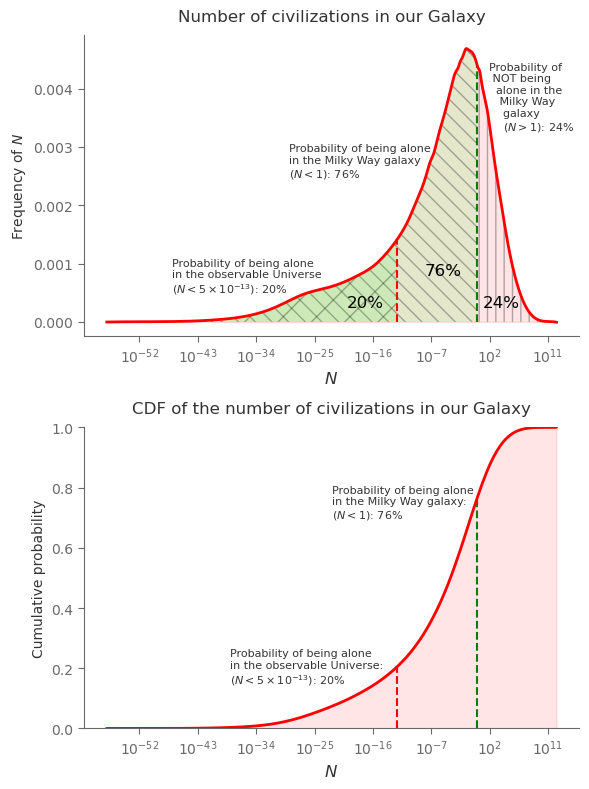 Number of civilizations in our Galaxy
Frequency of N
0.004
0.003
0.002
0.001
0.000
Probability of
NOT being
alone in the
Milky Way
galaxy
(N > 1): 24%
Probability of being alone
in the Milky Way galaxy
(N < 1): 76%
Probability of being alone
in the observable Universe
(N < 5 × 10⁻¹³): 20%
76%
20%
24%
10⁻⁵² 10⁻⁴³ 10⁻³⁴ 10⁻²⁵ 10⁻¹⁶ 10⁻⁷ 10² 10¹¹
N
CDF of the number of civilizations in our Galaxy
Cumulative probability
1.0
0.8
0.6
0.4
0.2
0.0
Probability of being alone
in the Milky Way galaxy:
(N < 1): 76%
Probability of being alone
in the observable Universe:
(N < 5 × 10⁻¹³): 20%
10⁻⁵² 10⁻⁴³ 10⁻³⁴ 10⁻²⁵ 10⁻¹⁶ 10⁻⁷ 10² 10¹¹
N